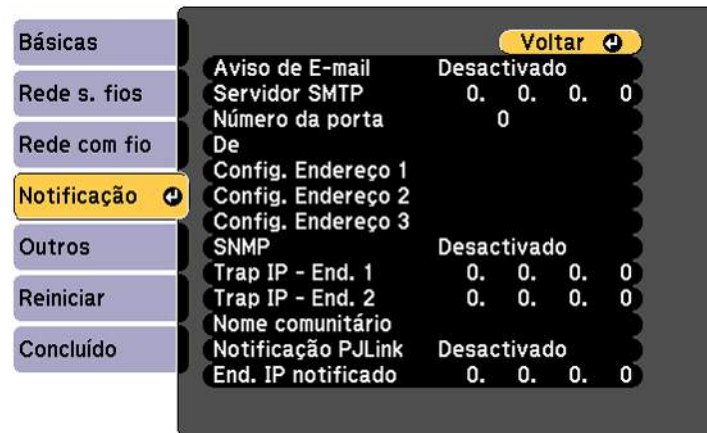 Básicas
Rede s. fios
Rede com fio
Notificação
Outros
Reiniciar
Concluído
Voltar
Aviso de E-mail Desactivado
Servidor SMTP 0. 0. 0. 0
Número da porta 0
De
Config. Endereço 1
Config. Endereço 2
Config. Endereço 3
SNMP Desactivado
Trap IP - End. 1 0. 0. 0. 0
Trap IP - End. 2 0. 0. 0. 0
Nome comunitário
Notificação PJLink Desactivado
End. IP notificado 0. 0. 0. 0